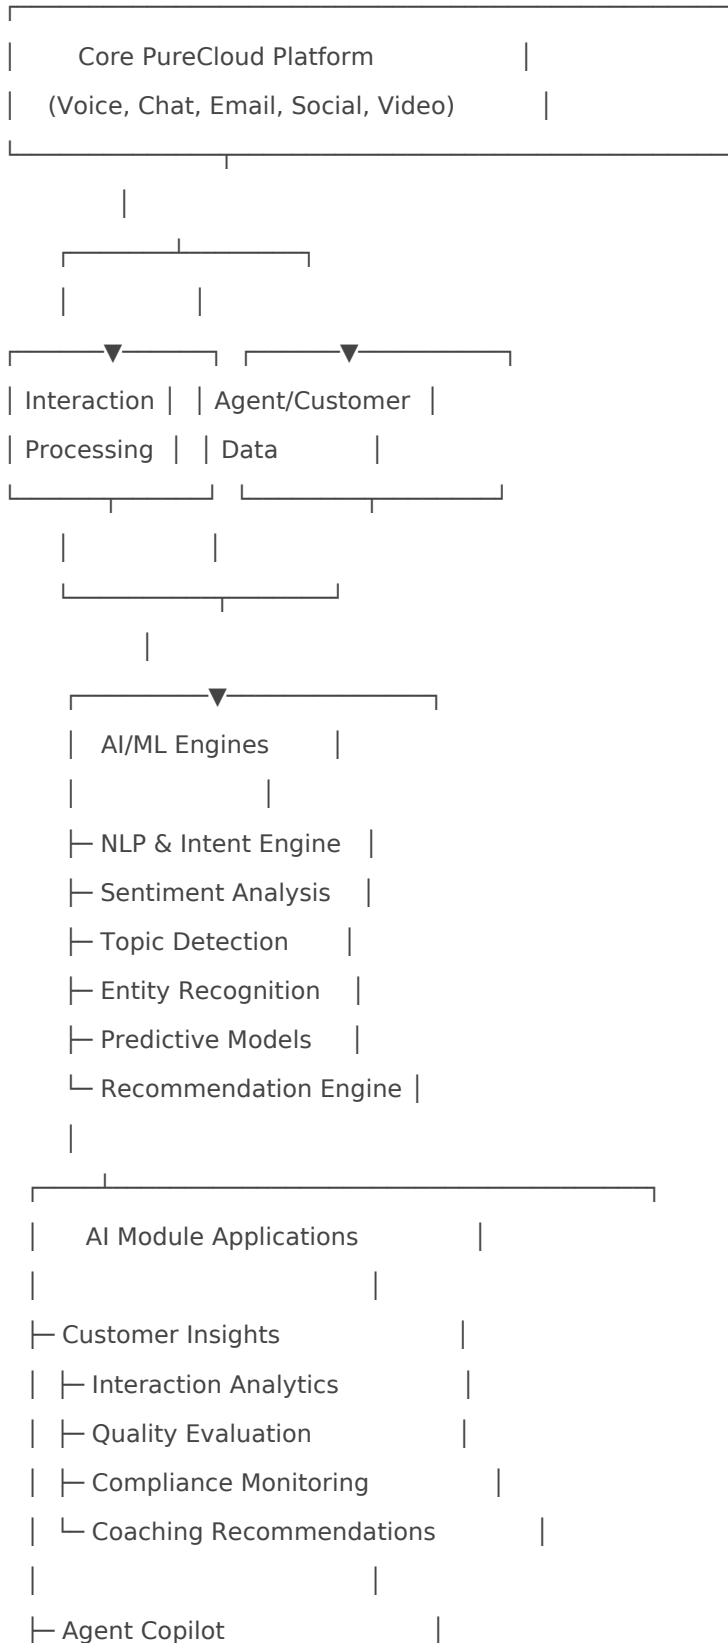 Core PureCloud Platform
(Voice, Chat, Email, Social, Video)
Interaction Agent/Customer
Processing Data
AI/ML Engines
NLP & Intent Engine
Sentiment Analysis
Topic Detection
Entity Recognition
Predictive Models
Recommendation Engine
AI Module Applications
Customer Insights
Interaction Analytics
Quality Evaluation
Compliance Monitoring
Coaching Recommendations
Agent Copilot